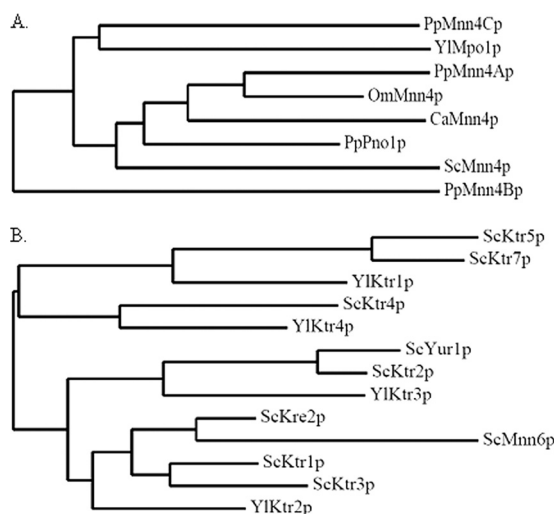 A.
PpMnn4Cp
YlMpo1p
PpMnn4Ap
OmMnn4p
CaMnn4p
PpPno1p
ScMnn4p
PpMnn4Bp
B.
ScKtr5p
ScKtr7p
YlKtr1p
ScKtr4p
YlKtr4p
ScYur1p
ScKtr2p
YlKtr3p
ScKre2p
ScMnn6p
ScKtr1p
ScKtr3p
YlKtr2p